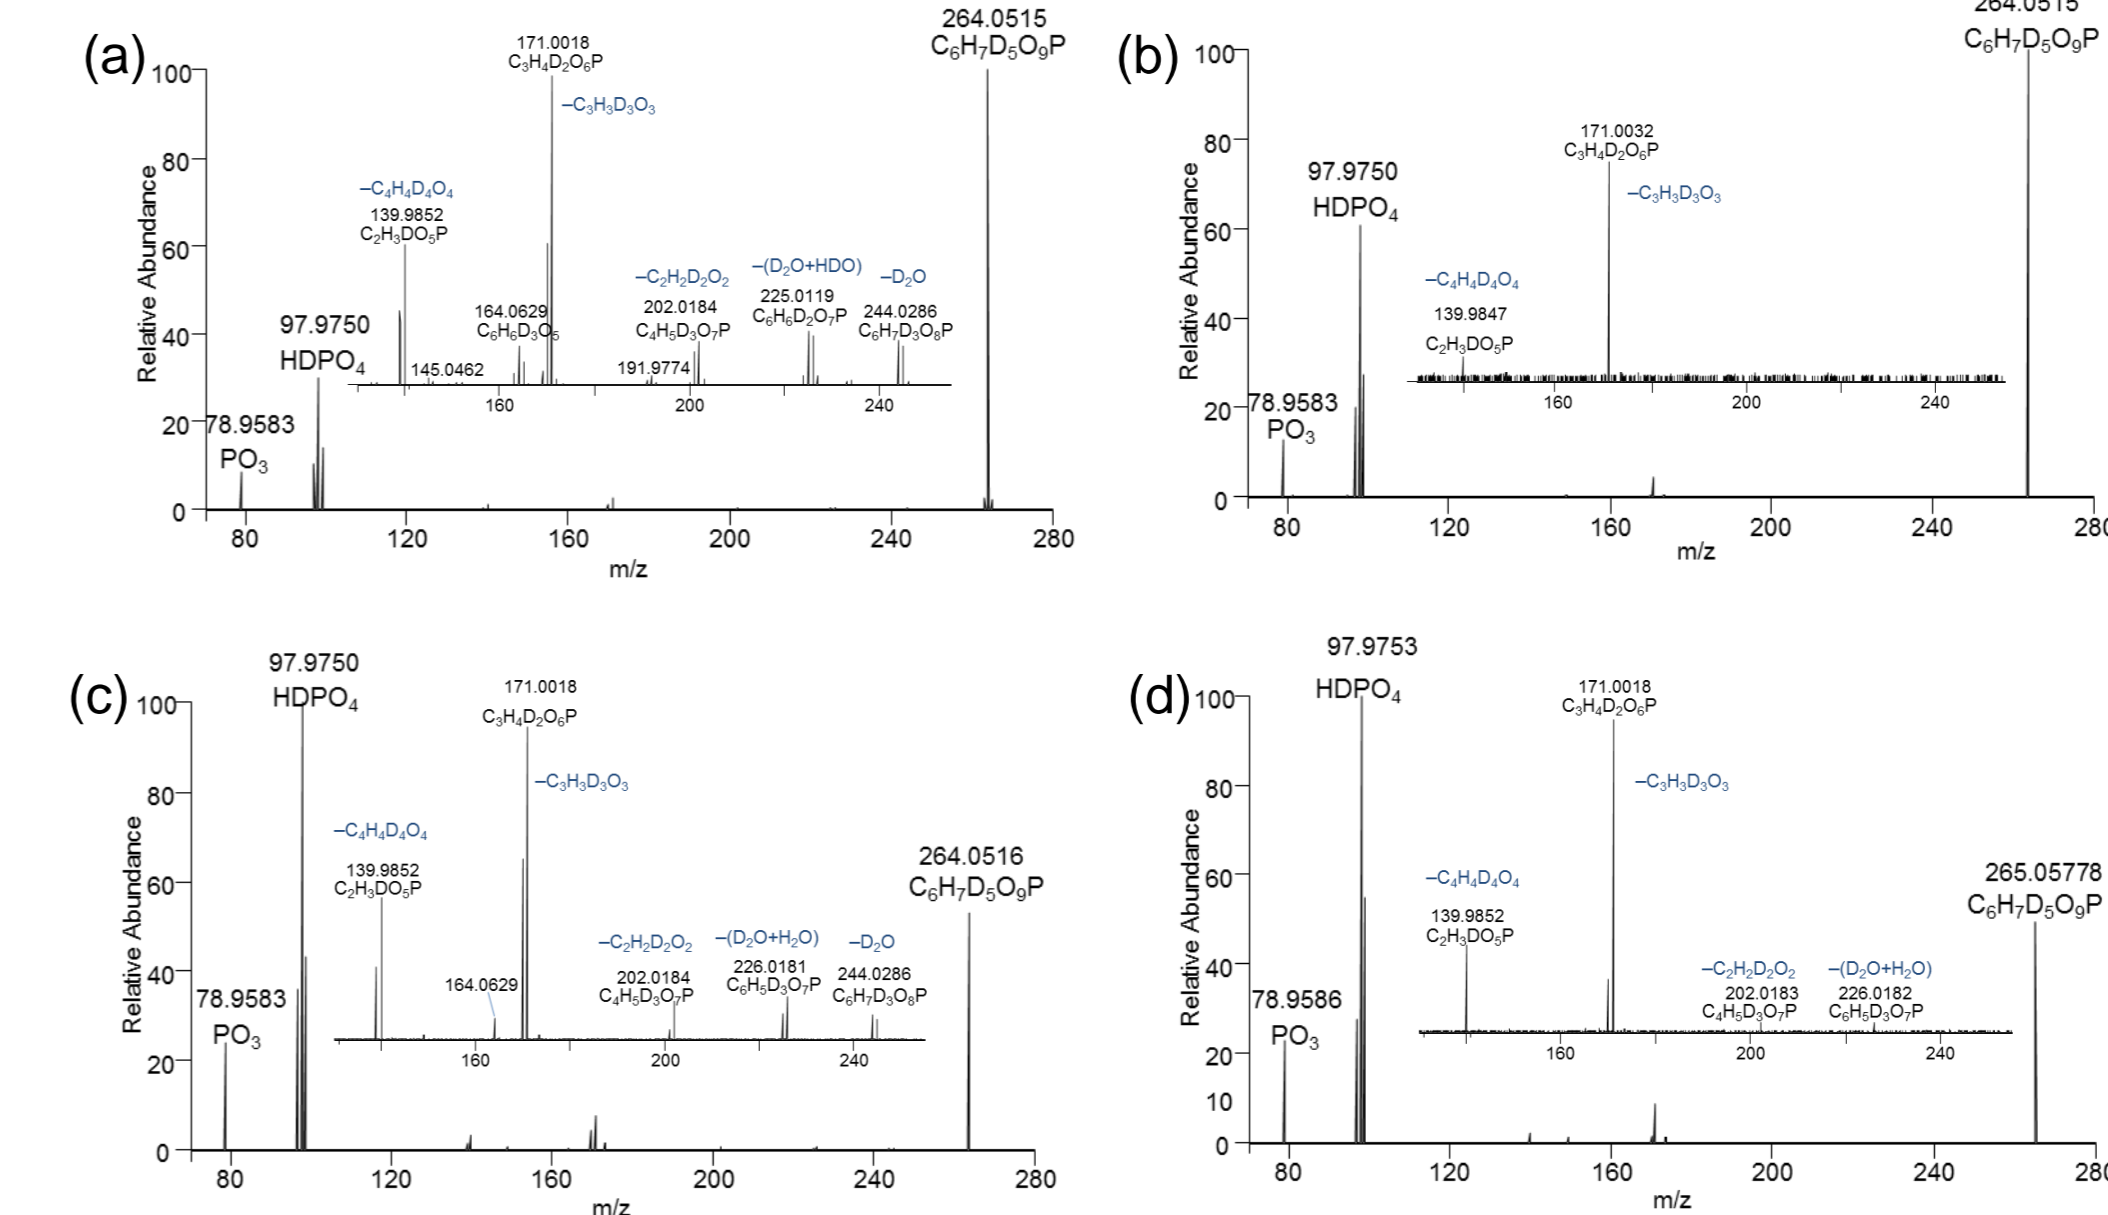 (a)
264.0515
C₆H₇D₅O₉P
171.0018
C₃H₄D₂O₆P
–C₃H₃D₃O₃
–C₄H₄D₄O₄
139.9852
C₂H₃DO₅P
–C₂H₂D₂O₂
202.0184
C₄H₅D₃O₇P
–(D₂O+HDO)
225.0119
C₆H₆D₂O₇P
–D₂O
244.0286
C₆H₇D₃O₈P
164.0629
C₆H₆D₃O₅
145.0462
191.9774
97.9750
HDPO₄
78.9583
PO₃
160 200 240
100
80
60
40
20
0
Relative Abundance
80 120 160 200 240 280
m/z
(b)
264.0515
C₆H₇D₅O₉P
171.0032
C₃H₄D₂O₆P
–C₃H₃D₃O₃
97.9750
HDPO₄
–C₄H₄D₄O₄
139.9847
C₂H₃DO₅P
78.9583
PO₃
160 200 240
100
80
60
40
20
0
Relative Abundance
80 120 160 200 240 280
m/z
(c)
97.9750
HDPO₄
171.0018
C₃H₄D₂O₆P
–C₃H₃D₃O₃
–C₄H₄D₄O₄
139.9852
C₂H₃DO₅P
264.0516
C₆H₇D₅O₉P
–C₂H₂D₂O₂
202.0184
C₄H₅D₃O₇P
–(D₂O+H₂O)
226.0181
C₆H₅D₃O₇P
–D₂O
244.0286
C₆H₇D₃O₈P
164.0629
78.9583
PO₃
160 200 240
100
80
60
40
20
0
Relative Abundance
80 120 160 200 240 280
m/z
(d)
97.9753
HDPO₄
171.0018
C₃H₄D₂O₆P
–C₃H₃D₃O₃
–C₄H₄D₄O₄
139.9852
C₂H₃DO₅P
265.05778
C₆H₇D₅O₉P
–C₂H₂D₂O₂
202.0183
C₄H₅D₃O₇P
–(D₂O+H₂O)
226.0182
C₆H₅D₃O₇P
78.9586
PO₃
160 200 240
100
80
60
40
20
10
0
Relative Abundance
80 120 160 200 240 280
m/z